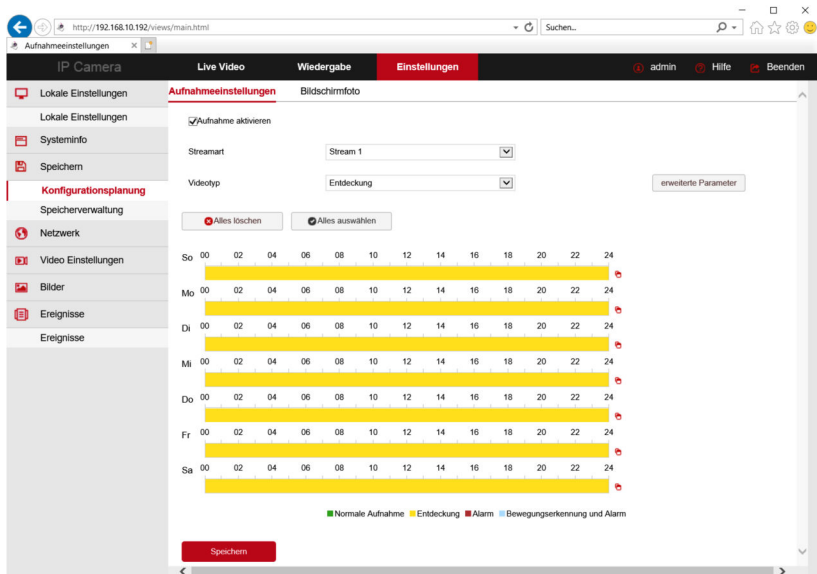 http://192.168.10.192/views/main.html
Suchen...
Aufnahmeeinstellungen
IP Camera
Live Video
Wiedergabe
Einstellungen
admin
Hilfe
Beenden
Lokale Einstellungen
Lokale Einstellungen
Systeminfo
Speichern
Konfigurationsplanung
Speicherverwaltung
Netzwerk
Video Einstellungen
Bilder
Ereignisse
Ereignisse
Aufnahmeeinstellungen
Bildschirmfoto
Aufnahme aktivieren
Streamart
Stream 1
Videotyp
Entdeckung
erweiterte Parameter
Alles löschen
Alles auswählen
So 00 02 04 06 08 10 12 14 16 18 20 22 24
Mo 00 02 04 06 08 10 12 14 16 18 20 22 24
Di 00 02 04 06 08 10 12 14 16 18 20 22 24
Mi 00 02 04 06 08 10 12 14 16 18 20 22 24
Do 00 02 04 06 08 10 12 14 16 18 20 22 24
Fr 00 02 04 06 08 10 12 14 16 18 20 22 24
Sa 00 02 04 06 08 10 12 14 16 18 20 22 24
Normale Aufnahme Entdeckung Alarm Bewegungserkennung und Alarm
Speichern